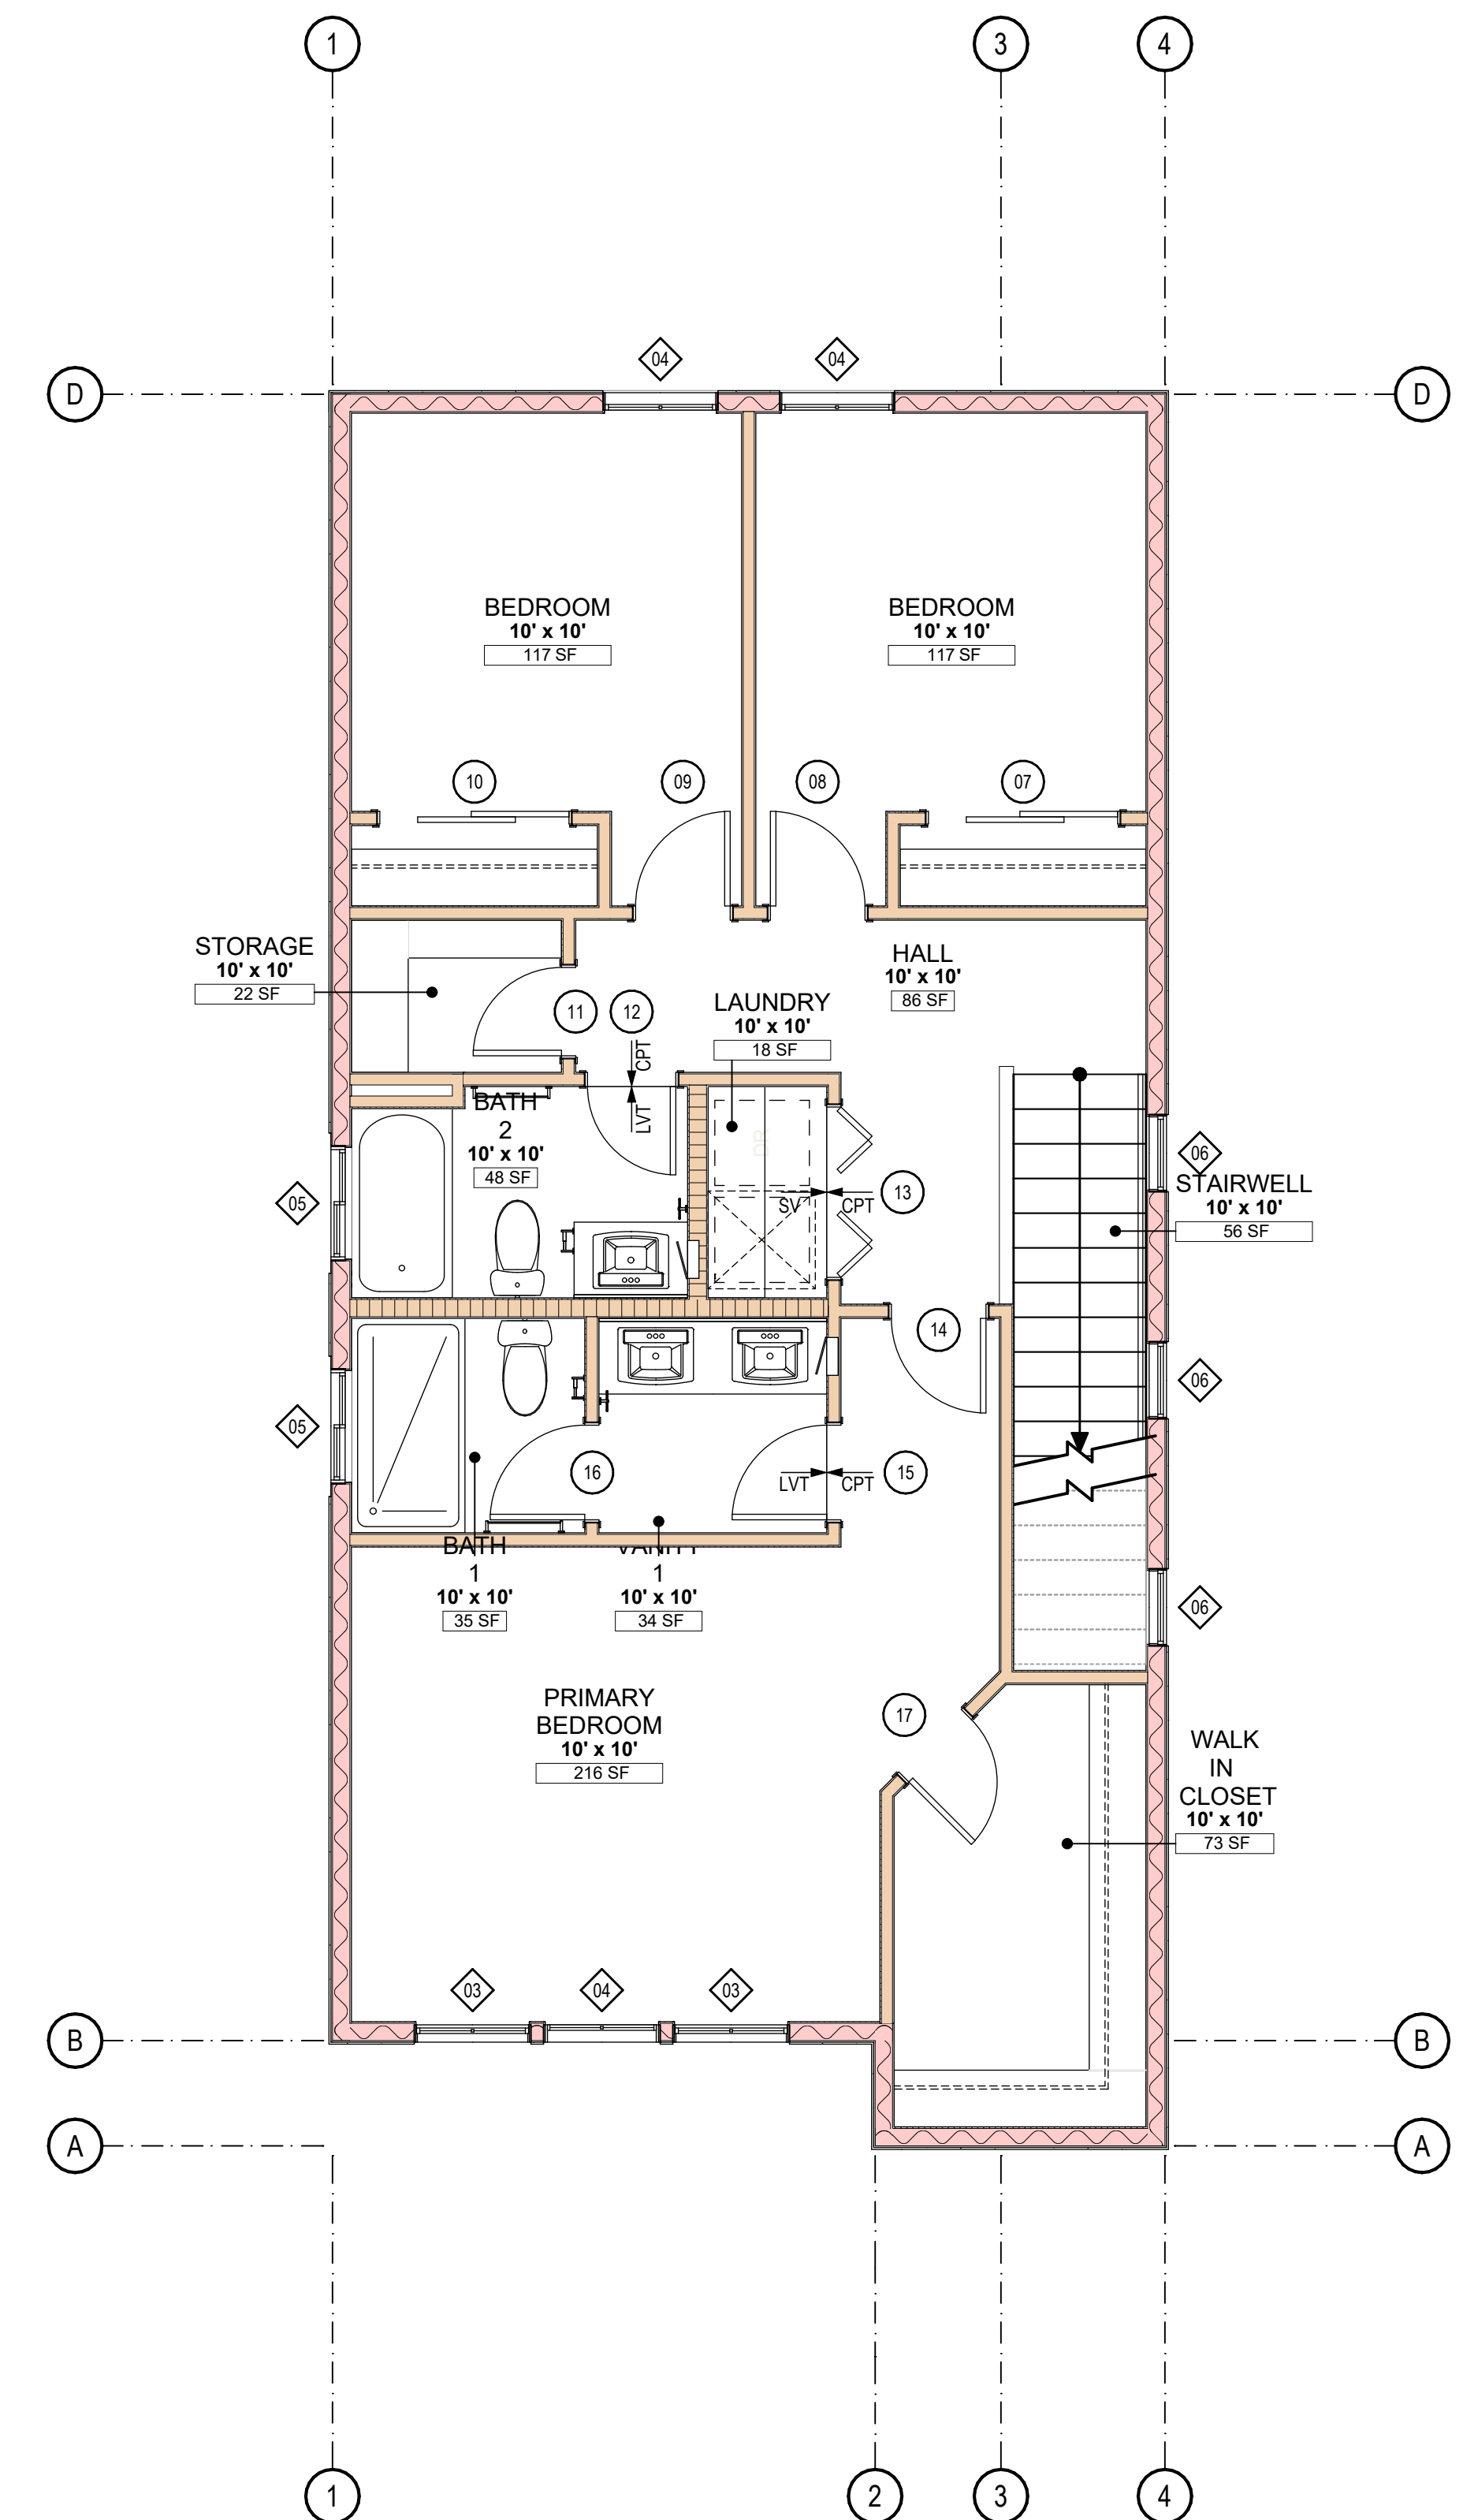 1
3
4
04
04
D
D
BEDROOM
10' x 10'
117 SF
BEDROOM
10' x 10'
117 SF
10
09
08
07
STORAGE
10' x 10'
22 SF
HALL
10' x 10'
86 SF
11
12
LAUNDRY
10' x 10'
18 SF
CPT
LVT
BATH
2
10' x 10'
48 SF
DR
05
06
STAIRWELL
10' x 10'
56 SF
13
SV
CPT
14
06
05
16
LVT
CPT
15
BATH
1
10' x 10'
35 SF
VANITY
1
10' x 10'
34 SF
06
PRIMARY
BEDROOM
10' x 10'
216 SF
17
WALK
IN
CLOSET
10' x 10'
73 SF
03
04
03
B
B
A
A
1
2
3
4